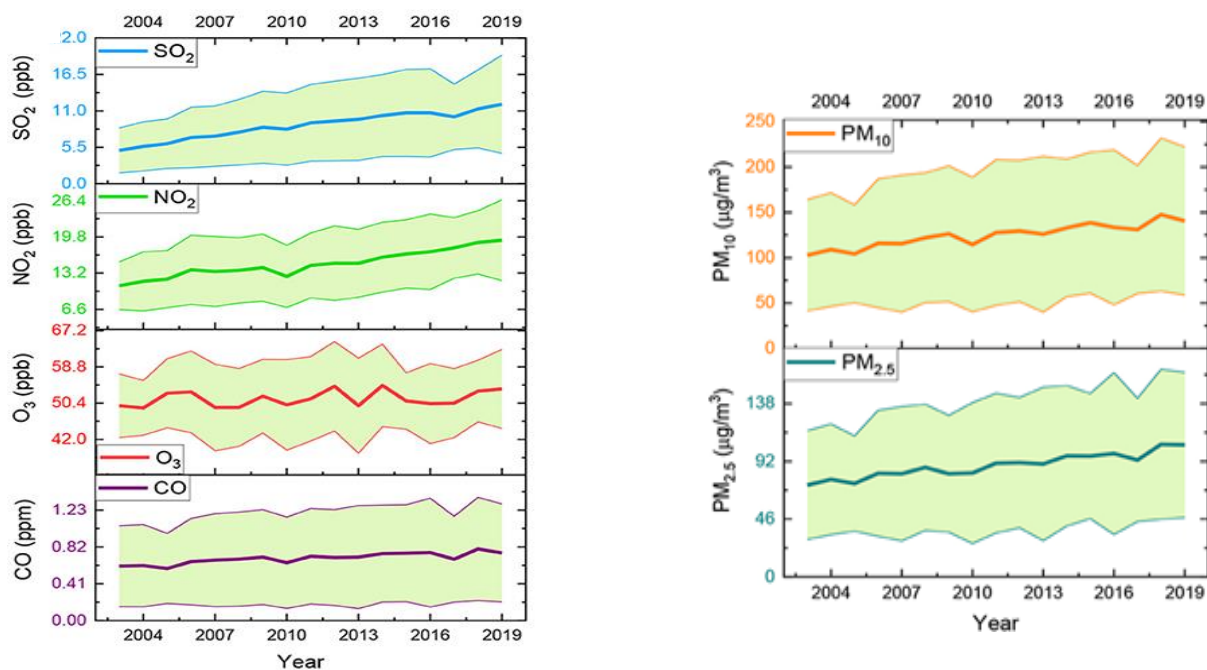 2004 2007 2010 2013 2016 2019
SO₂
SO₂ (ppb)
2.0
16.5
11.0
5.5
0.0
NO₂
NO₂ (ppb)
26.4
19.8
13.2
6.6
O₃ (ppb)
67.2
58.8
50.4
42.0
O₃
CO
CO (ppm)
1.23
0.82
0.41
0.00
2004 2007 2010 2013 2016 2019
Year
2004 2007 2010 2013 2016 2019
PM₁₀
PM₁₀ (µg/m³)
250
200
150
100
50
0
PM₂.₅
PM₂.₅ (µg/m³)
138
92
46
0
2004 2007 2010 2013 2016 2019
Year